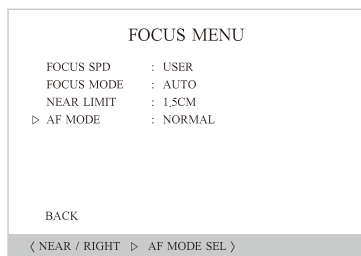 FOCUS MENU
FOCUS SPD : USER
FOCUS MODE : AUTO
NEAR LIMIT : 1.5CM
▷ AF MODE : NORMAL
BACK
〈 NEAR / RIGHT ▷ AF MODE SEL 〉